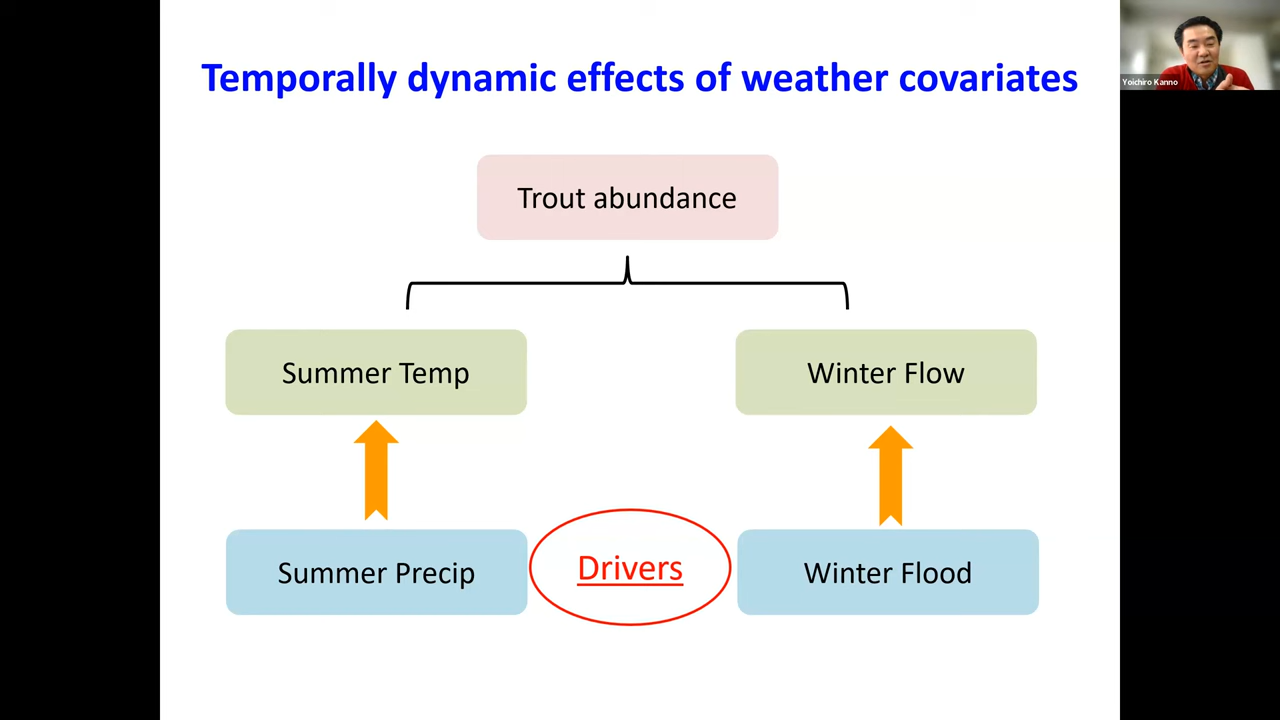 Temporally dynamic effects of weather covariates
Yoichiro Kanno
Trout abundance
Summer Temp
Winter Flow
Summer Precip
Drivers
Winter Flood